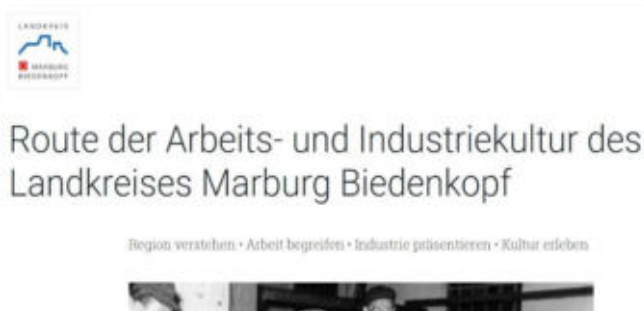 LANDKREIS
MARBURG
BIEDENKOPF
Route der Arbeits- und Industriekultur des
Landkreises Marburg Biedenkopf
Region verstehen • Arbeit begreifen • Industrie präsentieren • Kultur erleben